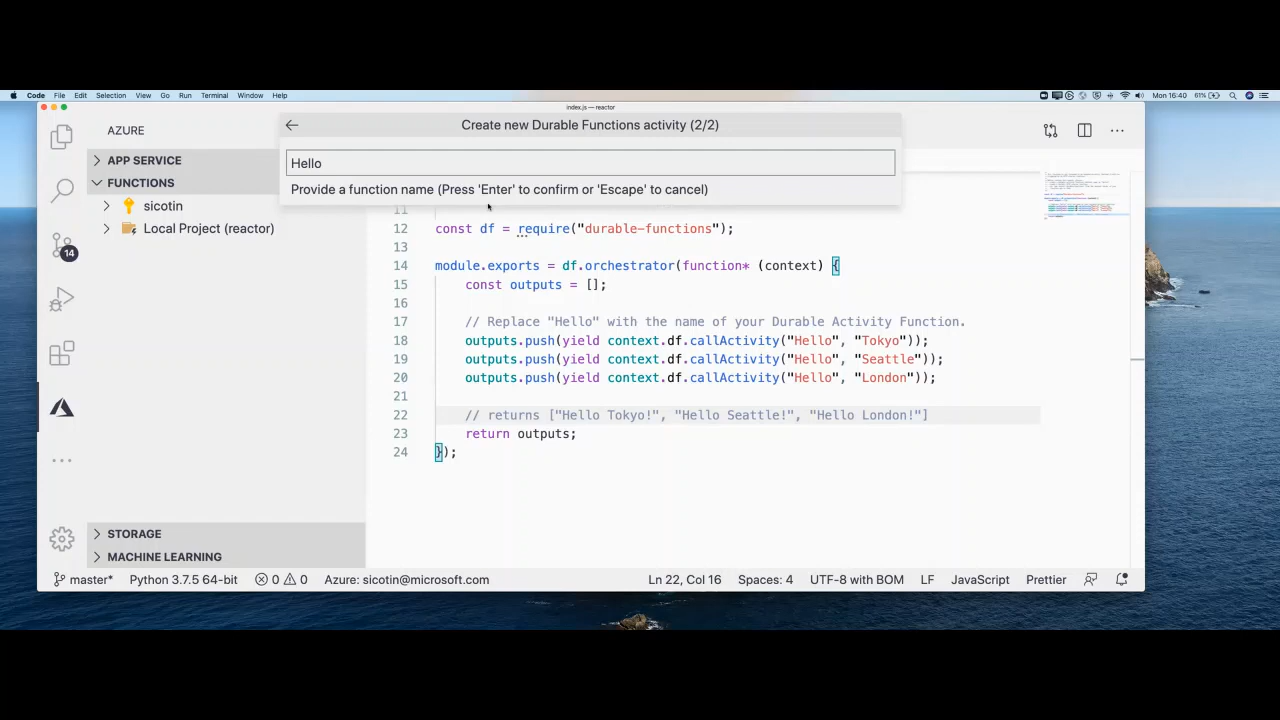 Code File Edit Selection View Go Run Terminal Window Help
61% Mon 16:40
index.js — reactor
AZURE
APP SERVICE
FUNCTIONS
sicotin
Local Project (reactor)
14
STORAGE
MACHINE LEARNING
Create new Durable Functions activity (2/2)
Hello
Provide a function name (Press 'Enter' to confirm or 'Escape' to cancel)
11
12 const df = require("durable-functions");
13
14 module.exports = df.orchestrator(function* (context) {
15 const outputs = [];
16
17 // Replace "Hello" with the name of your Durable Activity Function.
18 outputs.push(yield context.df.callActivity("Hello", "Tokyo"));
19 outputs.push(yield context.df.callActivity("Hello", "Seattle"));
20 outputs.push(yield context.df.callActivity("Hello", "London"));
21
22 // returns ["Hello Tokyo!", "Hello Seattle!", "Hello London!"]
23 return outputs;
24 });
master* Python 3.7.5 64-bit 0 0 Azure: sicotin@microsoft.com Ln 22, Col 16 Spaces: 4 UTF-8 with BOM LF JavaScript Prettier